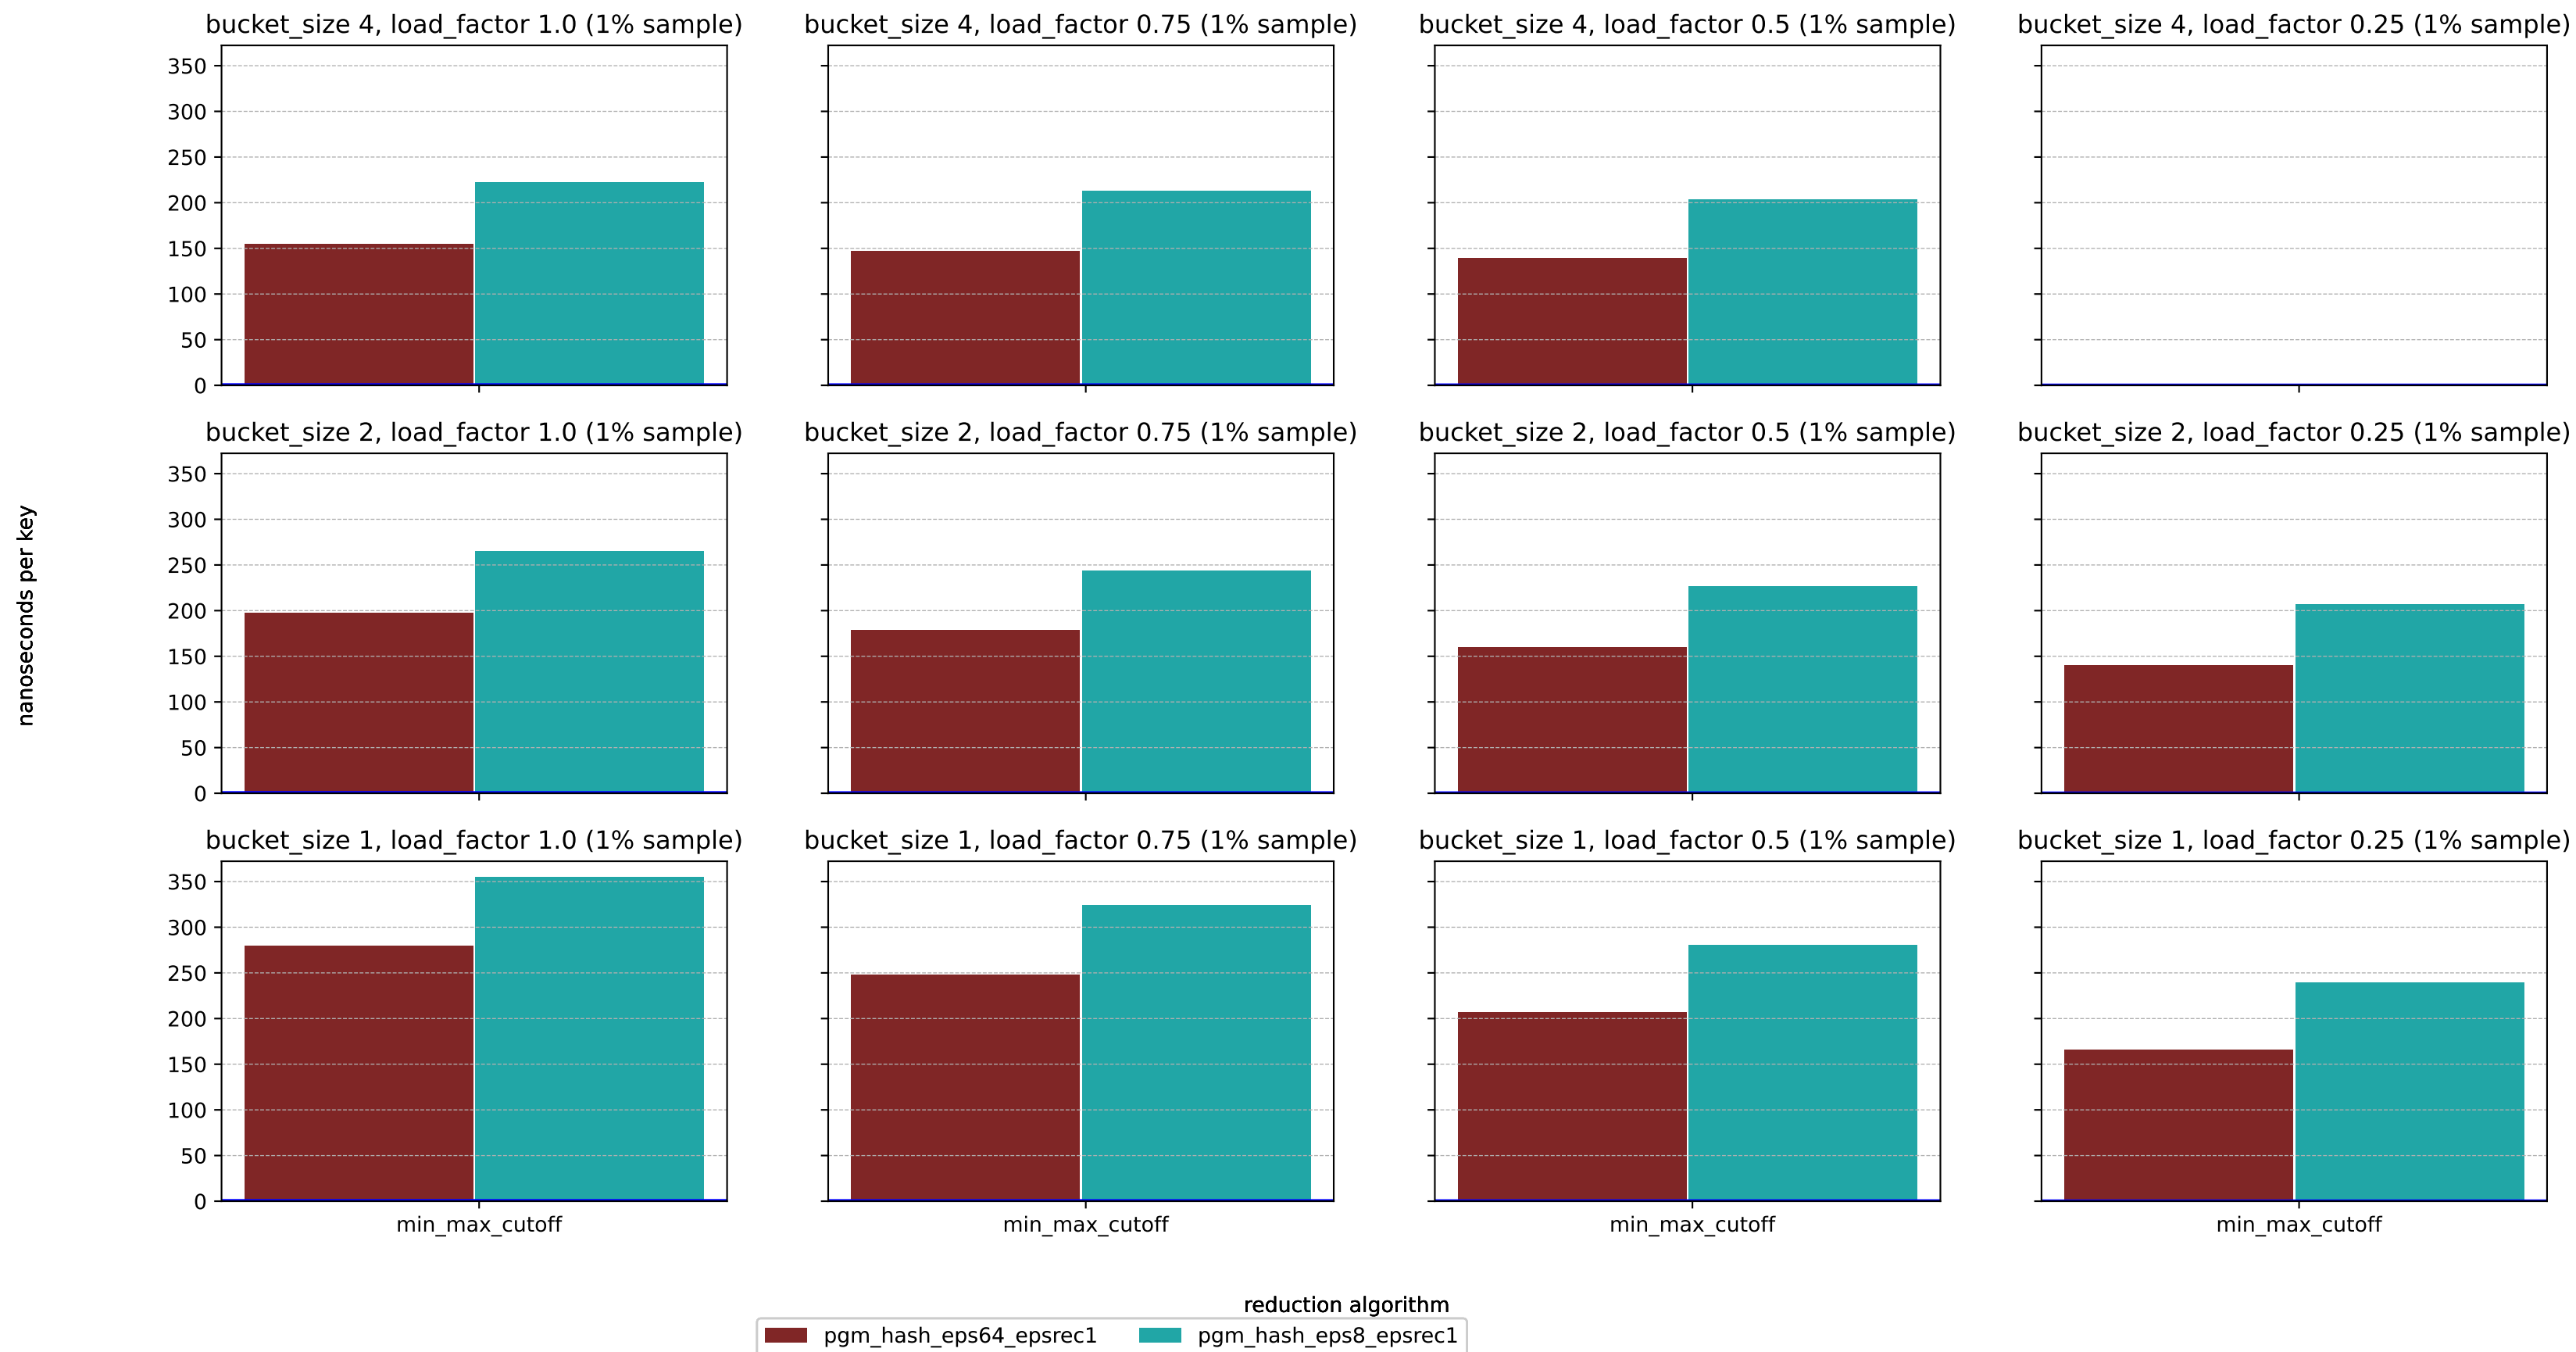 bucket_size 4, load_factor 1.0 (1% sample)
bucket_size 4, load_factor 0.75 (1% sample)
bucket_size 4, load_factor 0.5 (1% sample)
bucket_size 4, load_factor 0.25 (1% sample)
350
300
250
200
150
100
50
0
bucket_size 2, load_factor 1.0 (1% sample)
bucket_size 2, load_factor 0.75 (1% sample)
bucket_size 2, load_factor 0.5 (1% sample)
bucket_size 2, load_factor 0.25 (1% sample)
350
300
250
200
150
100
50
0
nanoseconds per key
bucket_size 1, load_factor 1.0 (1% sample)
bucket_size 1, load_factor 0.75 (1% sample)
bucket_size 1, load_factor 0.5 (1% sample)
bucket_size 1, load_factor 0.25 (1% sample)
350
300
250
200
150
100
50
0
min_max_cutoff
min_max_cutoff
min_max_cutoff
min_max_cutoff
reduction algorithm
pgm_hash_eps64_epsrec1
pgm_hash_eps8_epsrec1